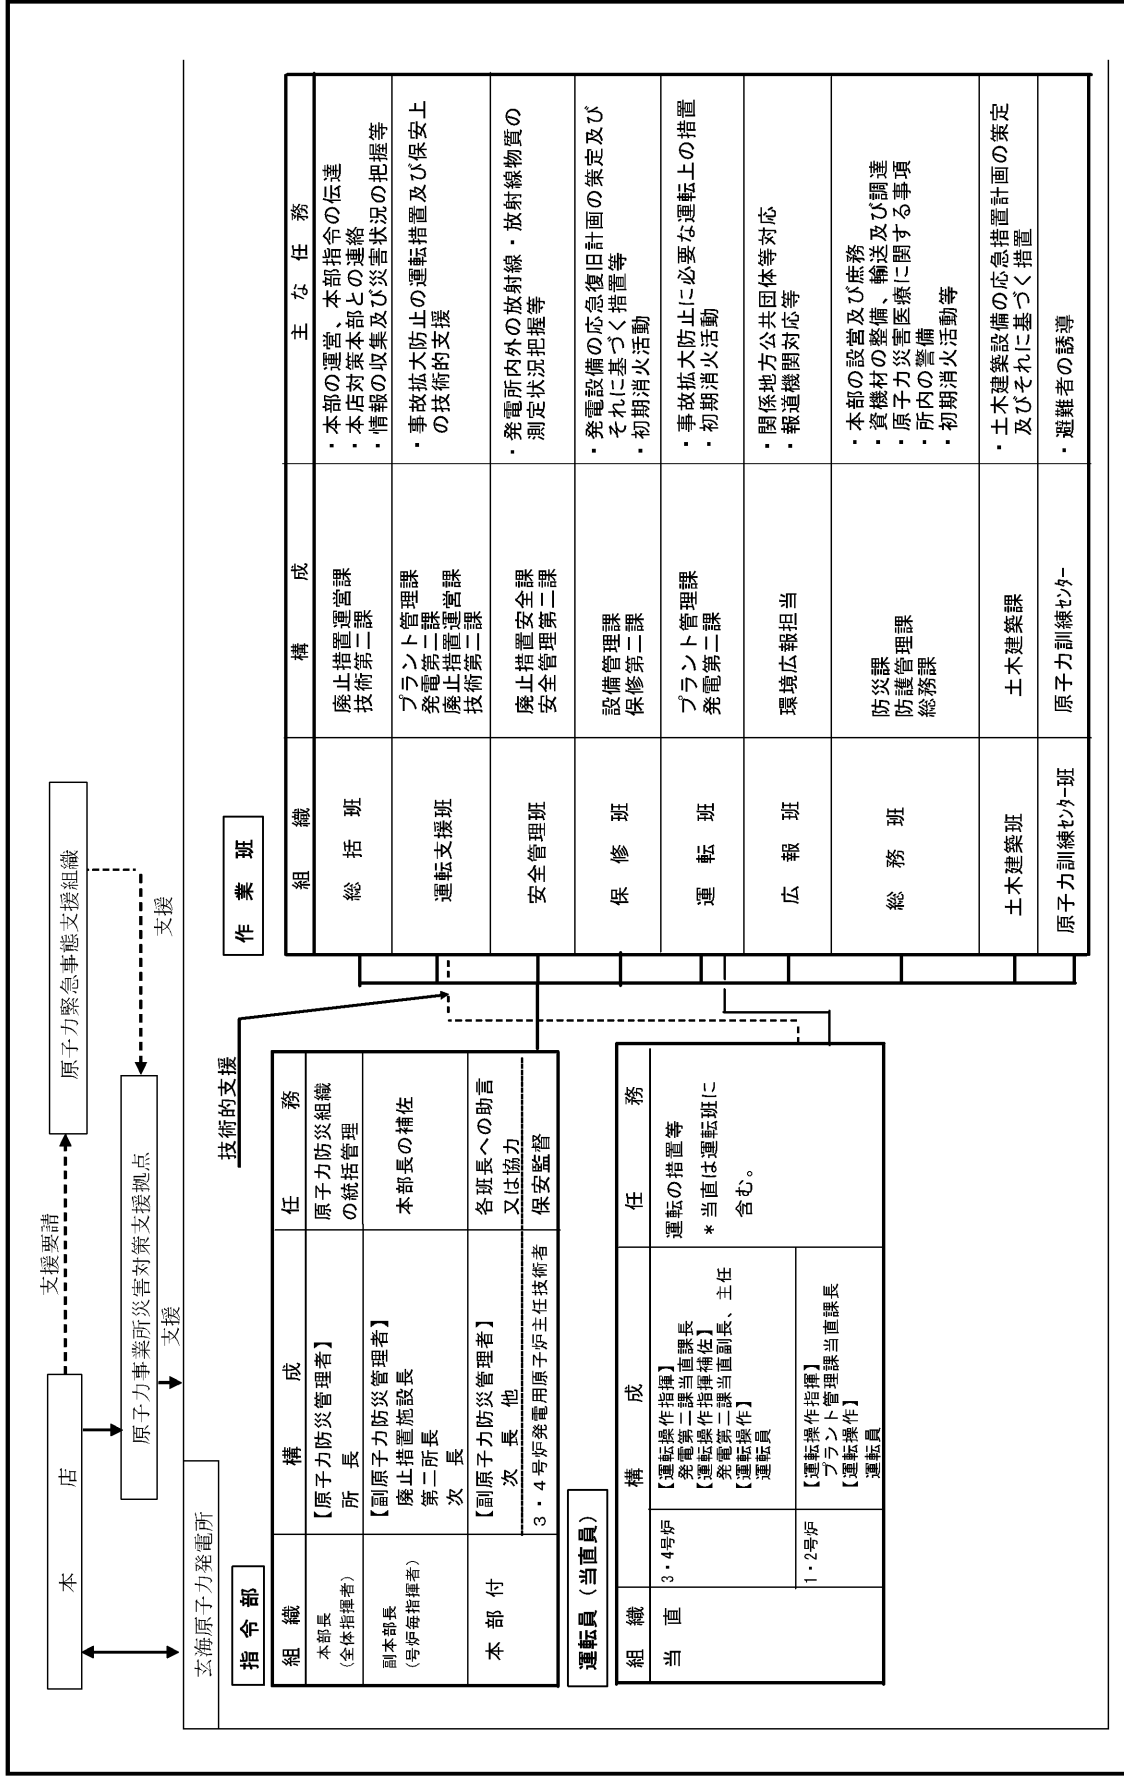 本　　店
支援要請
原子力緊急事態支援組織
支援
原子力事業所災害対策支援拠点
支援
玄海原子力発電所
指 令 部
組　織
構　成
任　務
本部長
(全体指揮者)
【原子力防災管理者】
所　長
原子力防災組織
の統括管理
副本部長
(号炉毎指揮者)
【副原子力防災管理者】
廃止措置施設長
第二所長
次　長
本部長の補佐
本 部 付
【副原子力防災管理者】
次　長　他
各班長への助言
又は協力
3・4号炉発電用原子炉主任技術者
保安監督
技術的支援
運転員（当直員）
組　織
構　成
任　務
当　直
3・4号炉
【運転操作指揮】
発電第二課当直課長
【運転操作指揮補佐】
発電第二課当直副長、主任
【運転操作】
運転員
1・2号炉
【運転操作指揮】
プラント管理課当直課長
【運転操作】
運転員
運転の措置等
＊当直は運転班に
含む。
作 業 班
組　織
構　成
主 な 任 務
総 括 班
廃止措置運営課
技術第二課
・本部の運営、本部指令の伝達
・本店対策本部との連絡
・情報の収集及び災害状況の把握等
運転支援班
プラント管理課
発電第二課
廃止措置運営課
技術第二課
・事故拡大防止の運転措置及び保安上
の技術的支援
安全管理班
廃止措置安全課
安全管理第二課
・発電所内外の放射線・放射線物質の
測定状況把握等
保 修 班
設備管理課
保修第二課
・発電設備の応急復旧計画の策定及び
それに基づく措置等
・初期消火活動
運 転 班
プラント管理課
発電第二課
・事故拡大防止に必要な運転上の措置
・初期消火活動
広 報 班
環境広報担当
・関係地方公共団体等対応
・報道機関対応等
総 務 班
防災課
防護管理課
総務課
・本部の設営及び庶務
・資機材の整備、輸送及び調達
・原子力災害医療に関する事項
・所内の警備
・初期消火活動等
土木建築班
土木建築課
・土木建築設備の応急措置計画の策定
及びそれに基づく措置
原子力訓練ｾﾝﾀｰ班
原子力訓練ｾﾝﾀｰ
・避難者の誘導